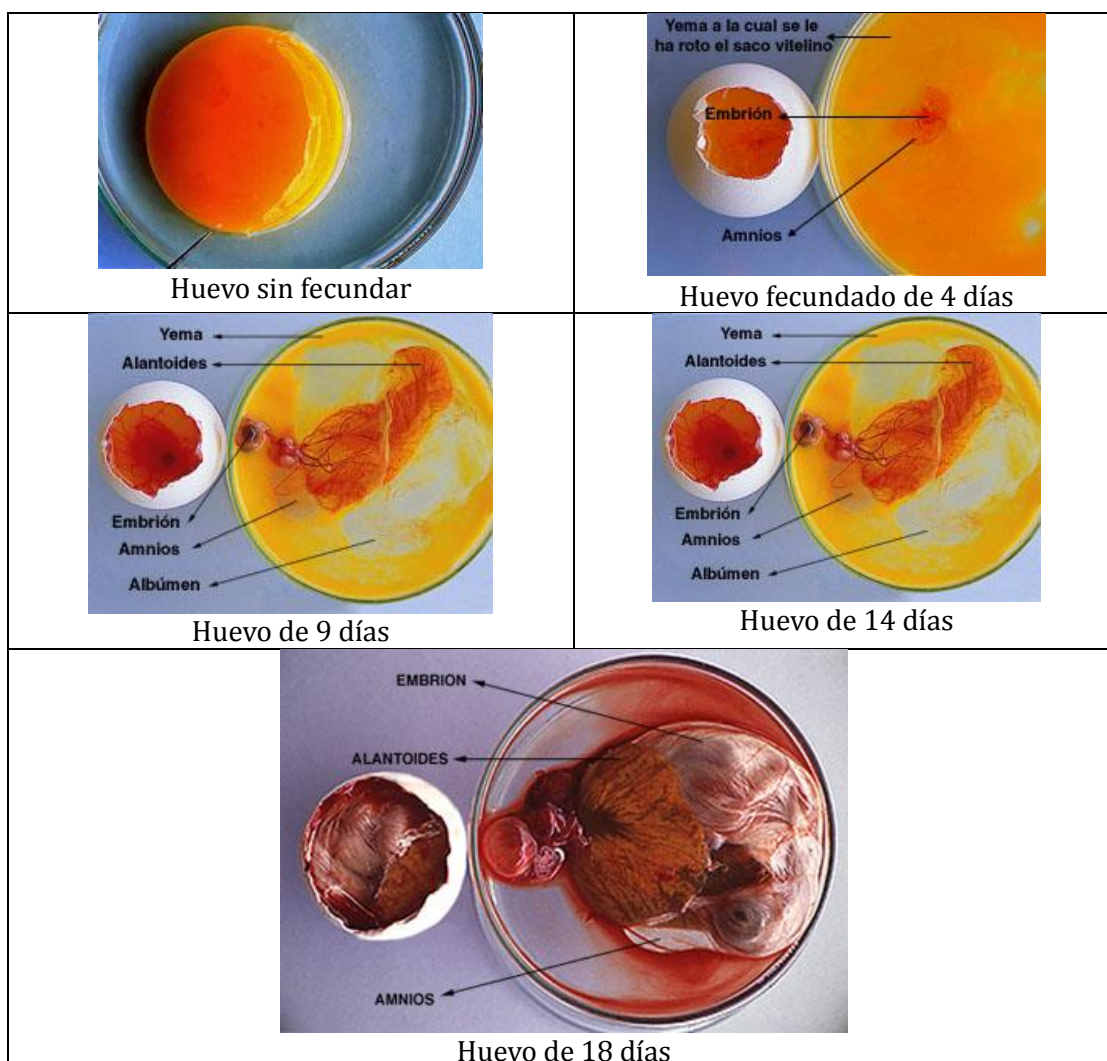 Huevo sin fecundar
Yema a la cual se le
ha roto el saco vitelino
Embrión
Amnios
Huevo fecundado de 4 días
Yema
Alantoides
Embrión
Amnios
Albúmen
Huevo de 9 días
Yema
Alantoides
Embrión
Amnios
Albúmen
Huevo de 14 días
EMBRION
ALANTOIDES
AMNIOS
Huevo de 18 días